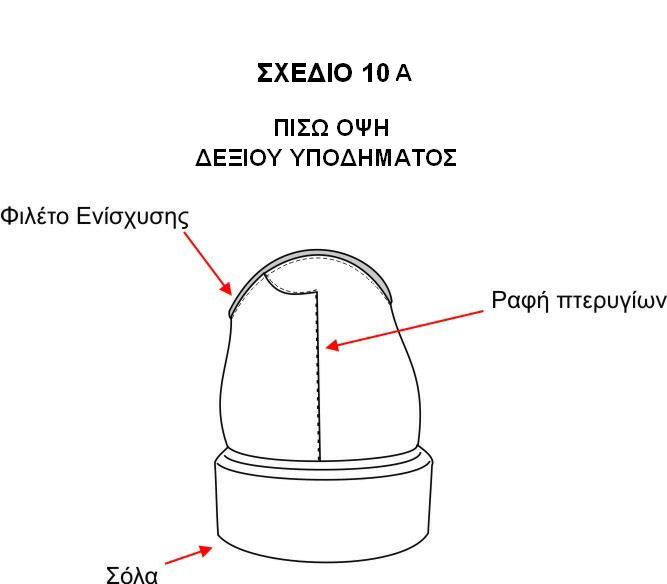 ΣΧΕΔΙΟ 10 Α
ΠΙΣΩ ΟΨΗ
ΔΕΞΙΟΥ ΥΠΟΔΗΜΑΤΟΣ
Φιλέτο Ενίσχυσης
Ραφή πτερυγίων
Σόλα